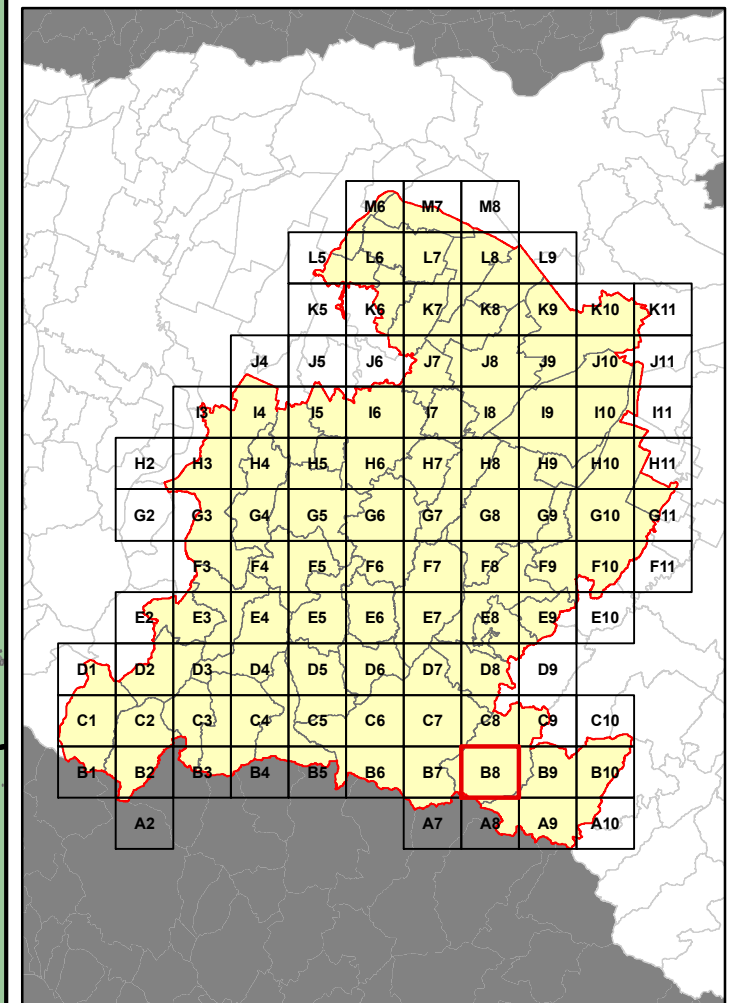 M6 M7 M8
L5 L6 L7 L8 L9
K5 K6 K7 K8 K9 K10 K11
J4 J5 J6 J7 J8 J9 J10 J11
I3 I4 I5 I6 I7 I8 I9 I10 I11
H2 H3 H4 H5 H6 H7 H8 H9 H10 H11
G2 G3 G4 G5 G6 G7 G8 G9 G10 G11
F3 F4 F5 F6 F7 F8 F9 F10 F11
E2 E3 E4 E5 E6 E7 E8 E9 E10
D1 D2 D3 D4 D5 D6 D7 D8 D9
C1 C2 C3 C4 C5 C6 C7 C8 C9 C10
B1 B2 B3 B4 B5 B6 B7 B8 B9 B10
A2 A7 A8 A9 A10